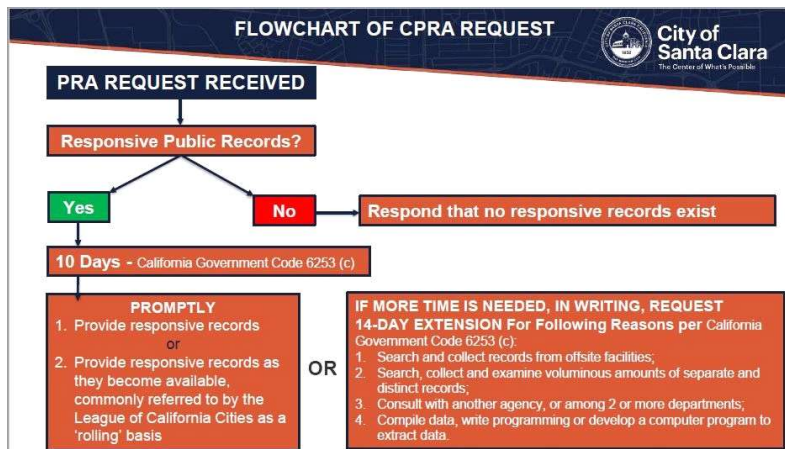 FLOWCHART OF CPRA REQUEST
City of
Santa Clara
The Center of What's Possible
PRA REQUEST RECEIVED
Responsive Public Records?
Yes
No
Respond that no responsive records exist
10 Days - California Government Code 6253 (c)
PROMPTLY
1. Provide responsive records
or
2. Provide responsive records as
they become available,
commonly referred to by the
League of California Cities as a
'rolling' basis
OR
IF MORE TIME IS NEEDED, IN WRITING, REQUEST
14-DAY EXTENSION For Following Reasons per California
Government Code 6253 (c):
1. Search and collect records from offsite facilities;
2. Search, collect and examine voluminous amounts of separate and
distinct records;
3. Consult with another agency, or among 2 or more departments;
4. Compile data, write programming or develop a computer program to
extract data.